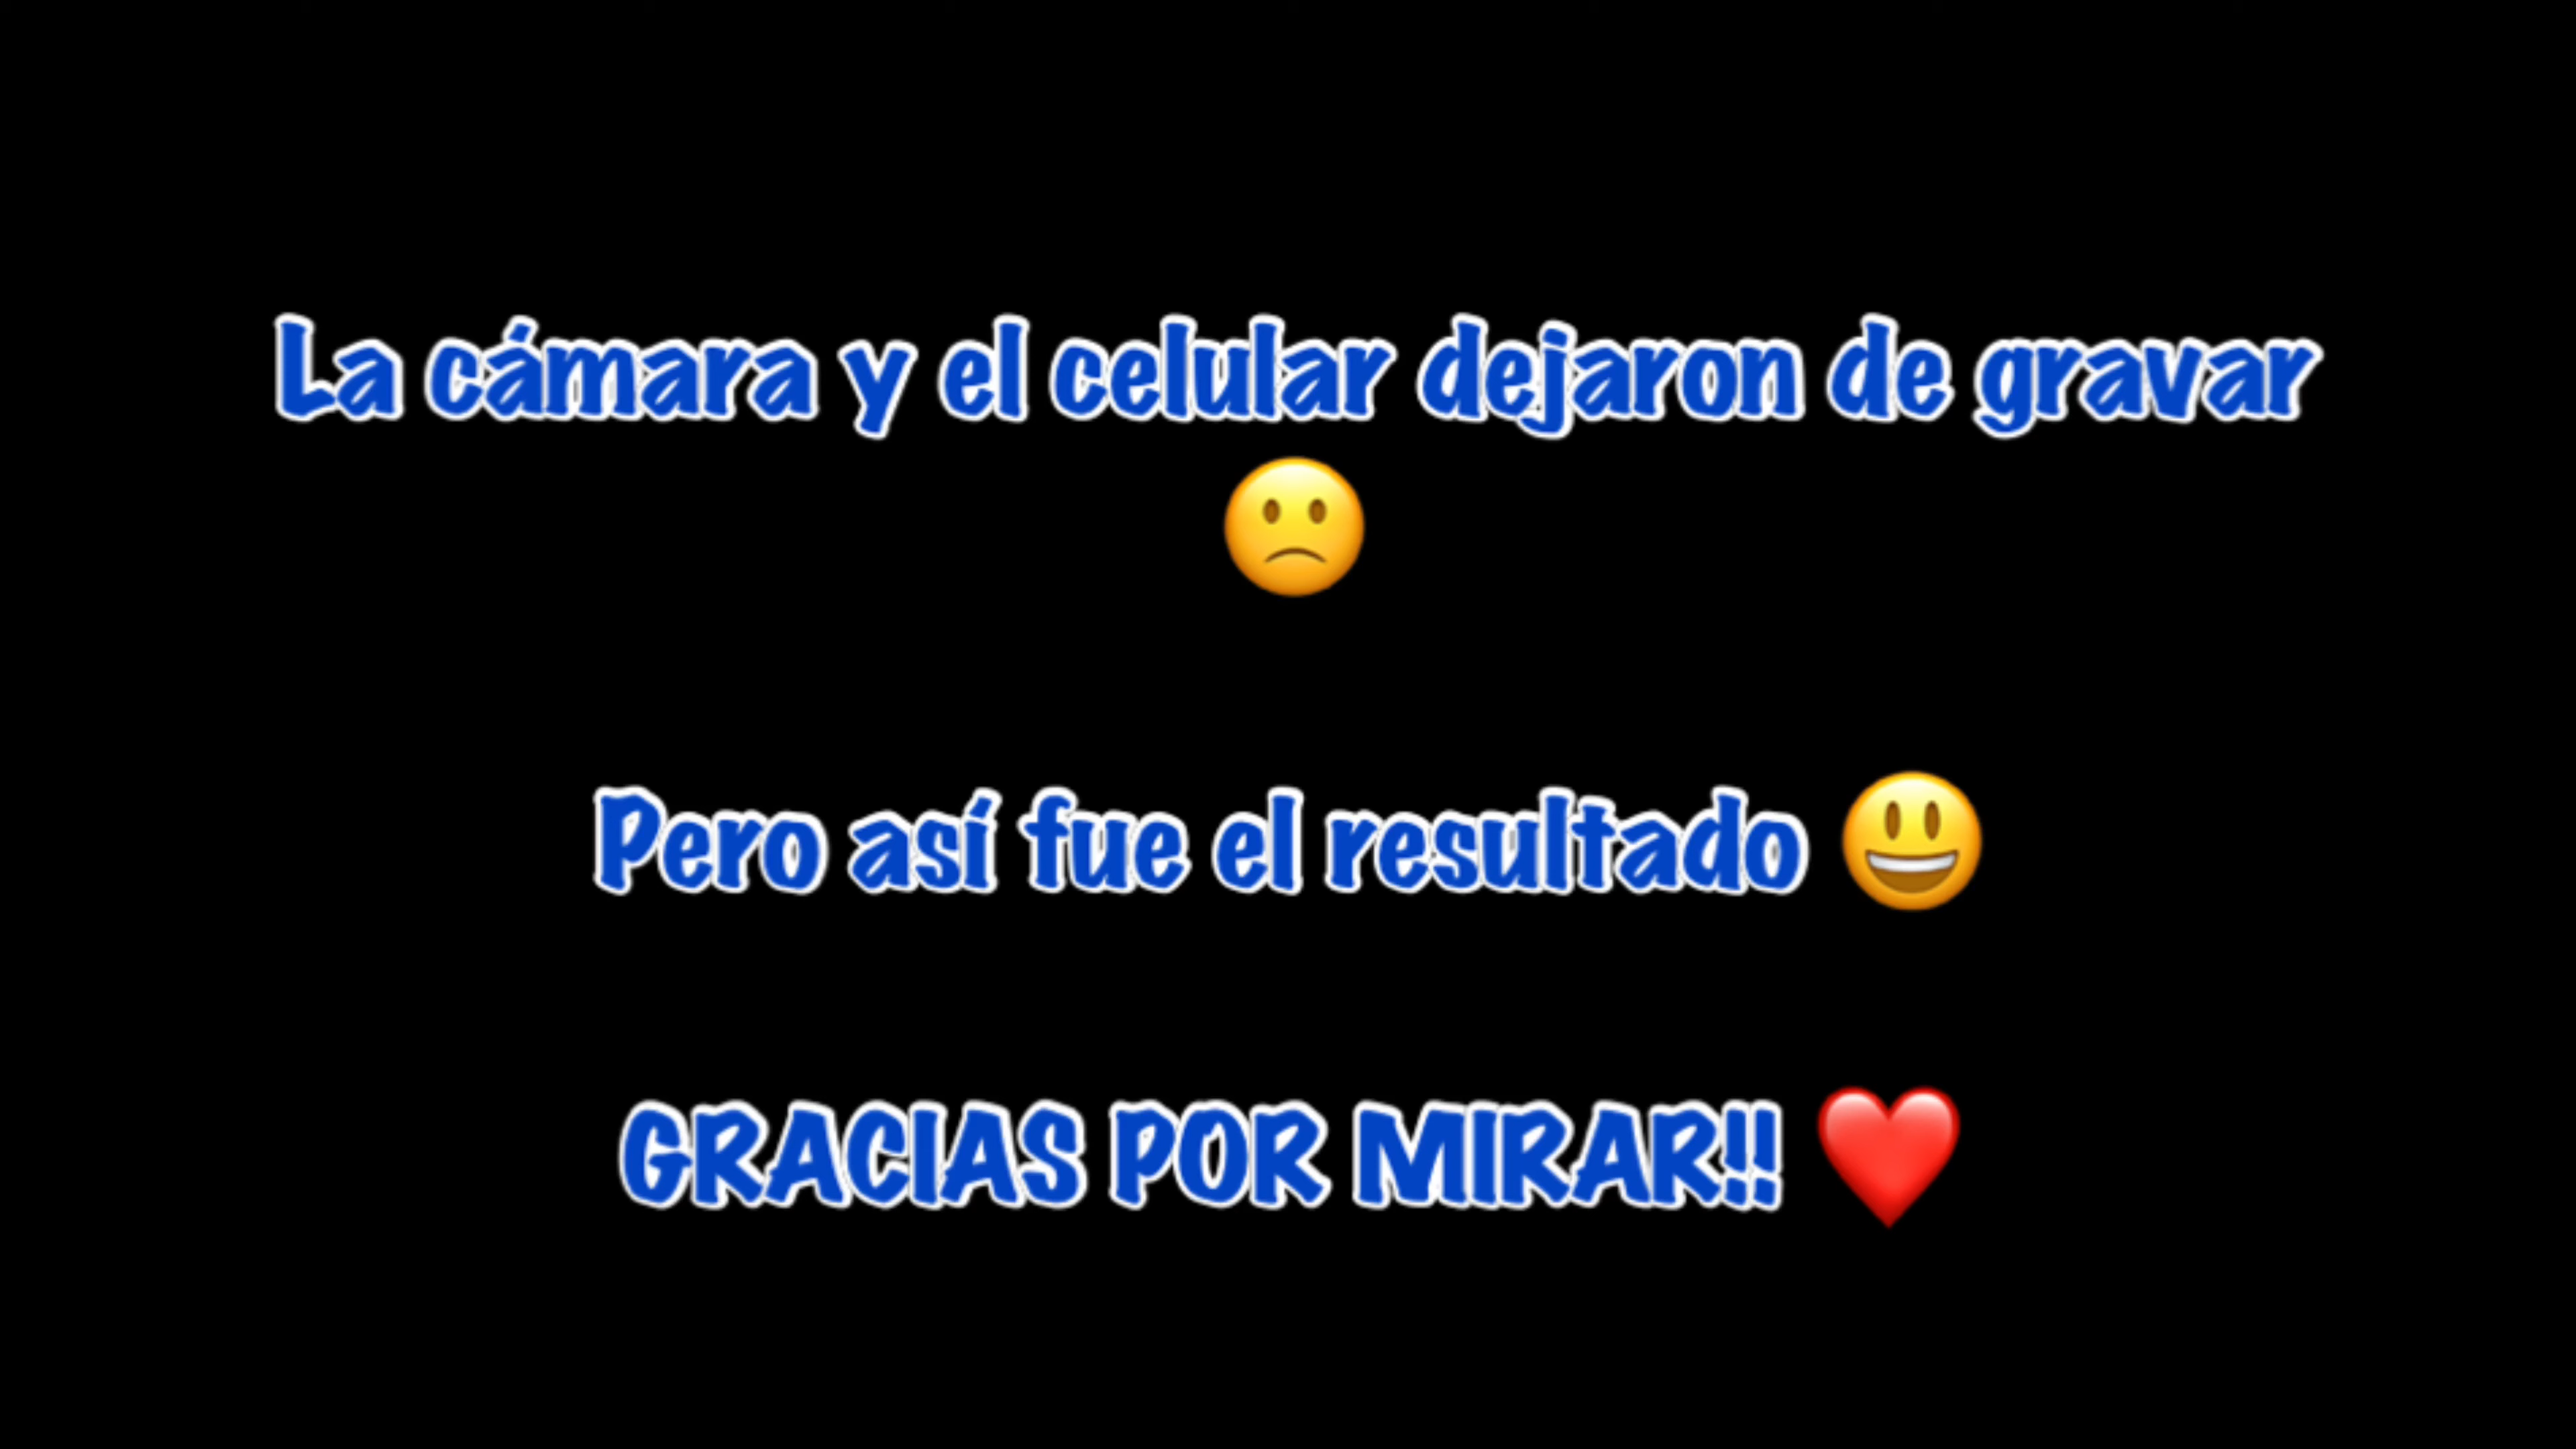 La cámara y el celular dejaron de gravar
🙁
Pero así fue el resultado 😃
GRACIAS POR MIRAR!! ❤️